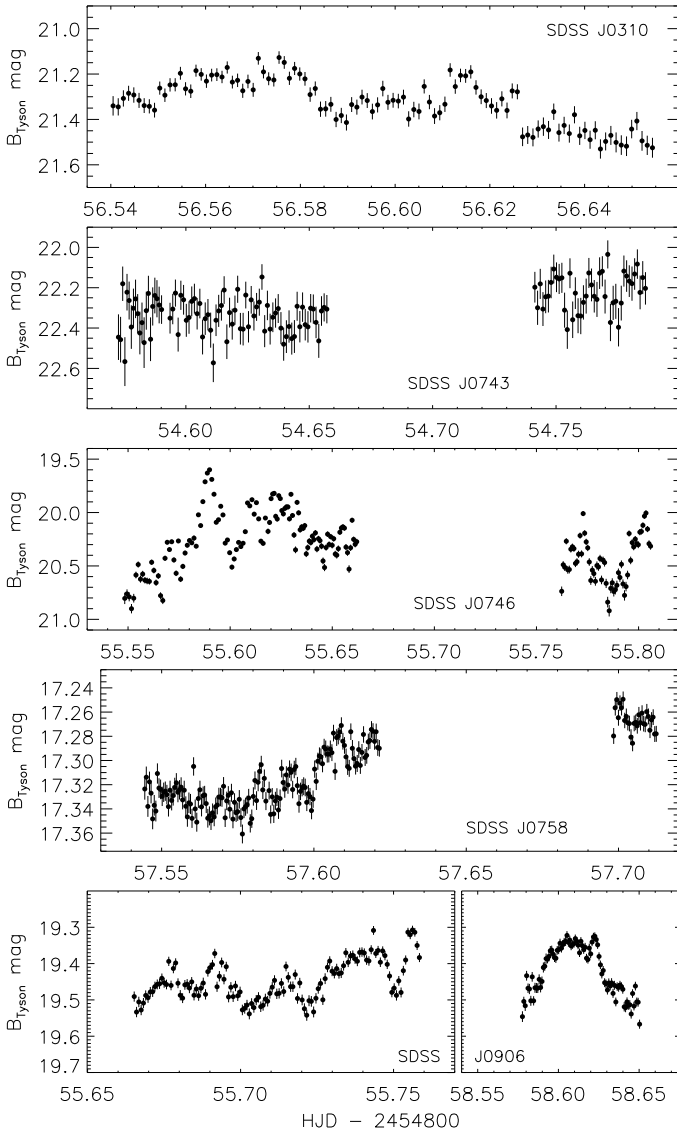 SDSS J0310
21.0
21.2
21.4
21.6
B_Tyson mag
56.54 56.56 56.58 56.60 56.62 56.64
22.0
22.2
22.4
22.6
B_Tyson mag
SDSS J0743
54.60 54.65 54.70 54.75
19.5
20.0
20.5
21.0
B_Tyson mag
SDSS J0746
55.55 55.60 55.65 55.70 55.75 55.80
17.24
17.26
17.28
17.30
17.32
17.34
17.36
B_Tyson mag
SDSS J0758
57.55 57.60 57.65 57.70
19.3
19.4
19.5
19.6
19.7
B_Tyson mag
SDSS J0906
55.65 55.70 55.75 58.55 58.60 58.65
HJD − 2454800